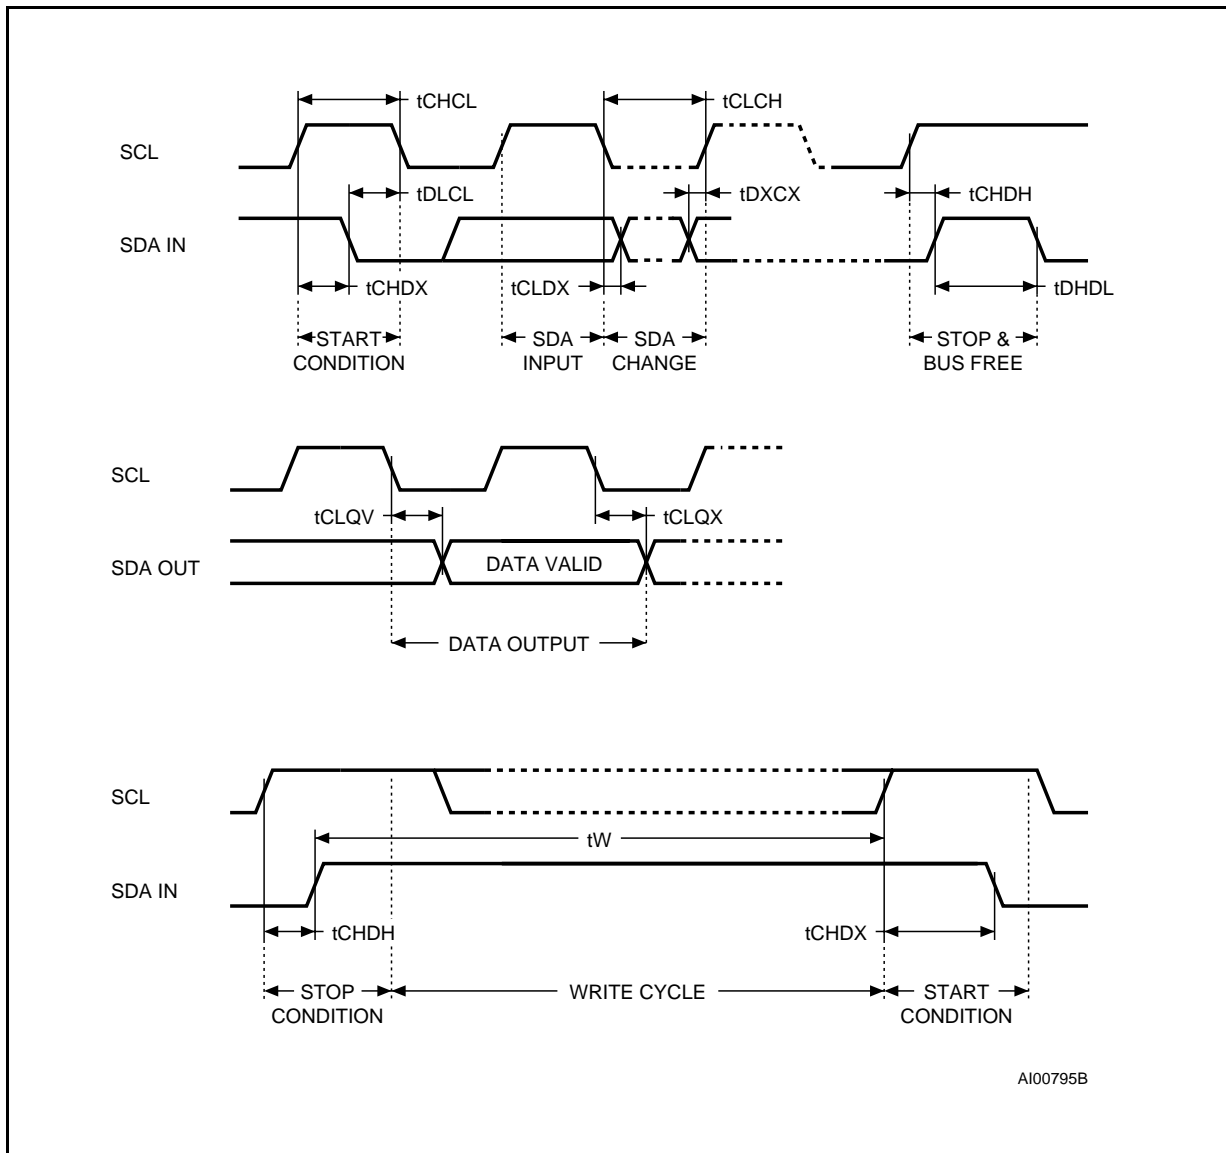 tCHCL
tCLCH
SCL
tDLCL
tDXCX
tCHDH
SDA IN
tCHDX
tCLDX
tDHDL
START
CONDITION
SDA
INPUT
SDA
CHANGE
STOP &
BUS FREE
SCL
tCLQV
tCLQX
SDA OUT
DATA VALID
DATA OUTPUT
SCL
tW
SDA IN
tCHDH
tCHDX
STOP
CONDITION
WRITE CYCLE
START
CONDITION
AI00795B